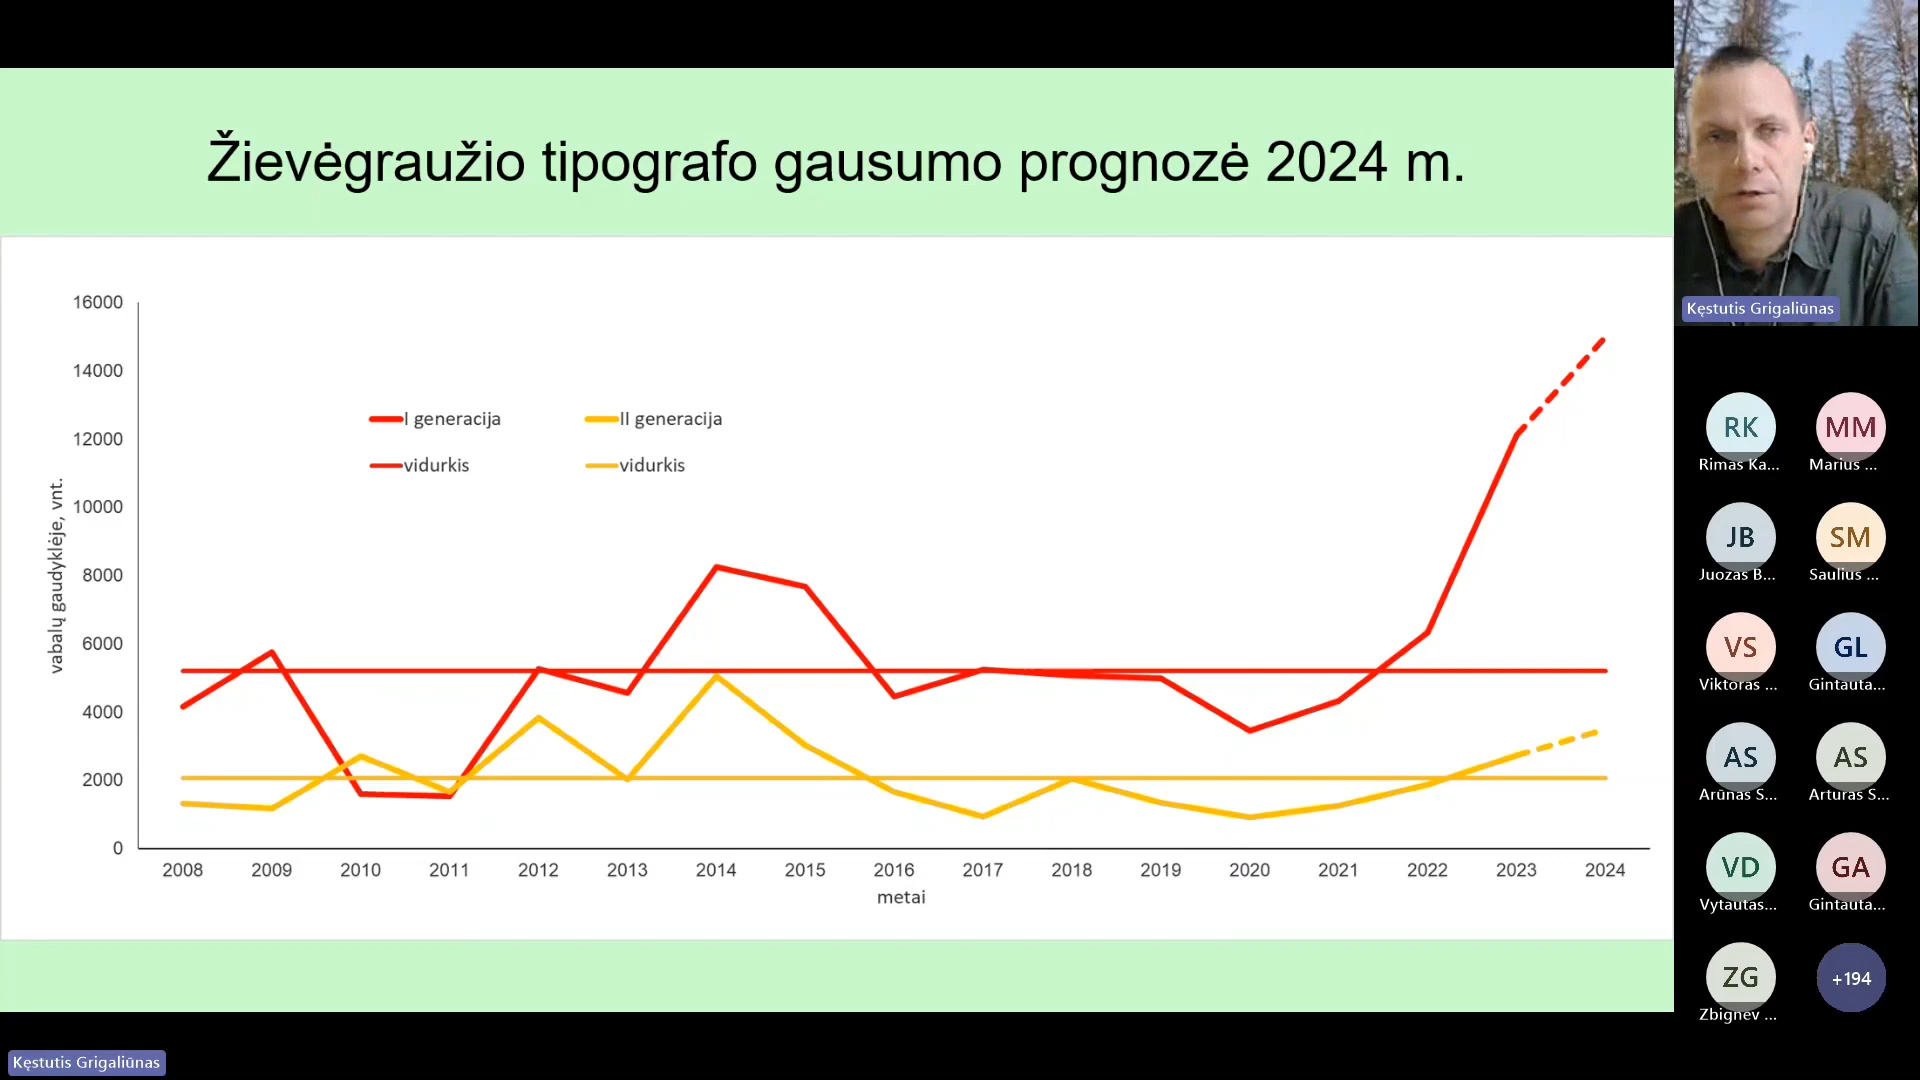 Žievėgraužio tipografo gausumo prognozė 2024 m.
16000
14000
12000
10000
8000
6000
4000
2000
0
vabalų gaudyklėje, vnt.
I generacija
II generacija
vidurkis
vidurkis
2008 2009 2010 2011 2012 2013 2014 2015 2016 2017 2018 2019 2020 2021 2022 2023 2024
metai
Kęstutis Grigaliūnas
RK
Rimas Ka...
MM
Marius ...
JB
Juozas B...
SM
Saulius ...
VS
Viktoras ...
GL
Gintauta...
AS
Arūnas S...
AS
Arturas S...
VD
Vytautas...
GA
Gintauta...
ZG
Zbignev ...
+194
Kęstutis Grigaliūnas